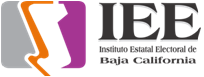 IEE
Instituto Estatal Electoral de
Baja California